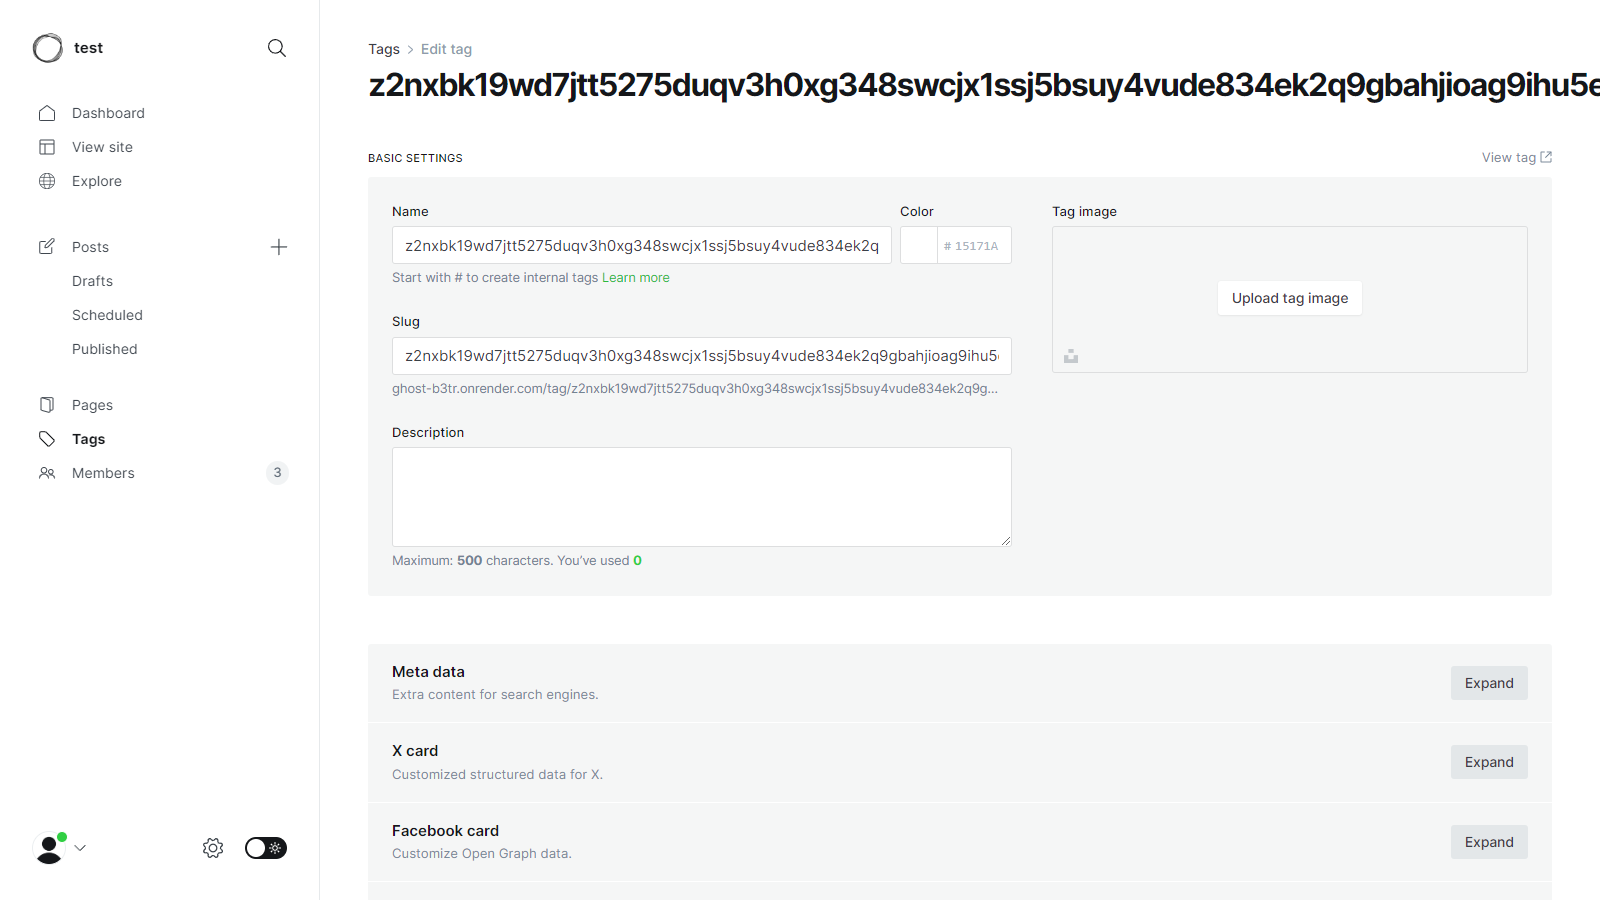 test
Dashboard
View site
Explore
Posts
Drafts
Scheduled
Published
Pages
Tags
Members 3
Tags > Edit tag
z2nxbk19wd7jtt5275duqv3h0xg348swcjx1ssj5bsuy4vude834ek2q9gbahjioag9ihu5e
BASIC SETTINGS
View tag
Name
z2nxbk19wd7jtt5275duqv3h0xg348swcjx1ssj5bsuy4vude834ek2q
Color
# 15171A
Start with # to create internal tags Learn more
Slug
z2nxbk19wd7jtt5275duqv3h0xg348swcjx1ssj5bsuy4vude834ek2q9gbahjioag9ihu5
ghost-b3tr.onrender.com/tag/z2nxbk19wd7jtt5275duqv3h0xg348swcjx1ssj5bsuy4vude834ek2q9g...
Description
Maximum: 500 characters. You’ve used 0
Tag image
Upload tag image
Meta data
Extra content for search engines.
Expand
X card
Customized structured data for X.
Expand
Facebook card
Customize Open Graph data.
Expand